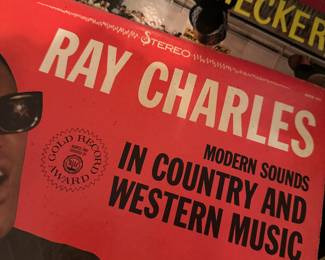 ECKER
STEREO
RAY CHARLES
MODERN SOUNDS
IN COUNTRY AND
WESTERN MUSIC
GOLD RECORD
AWARD